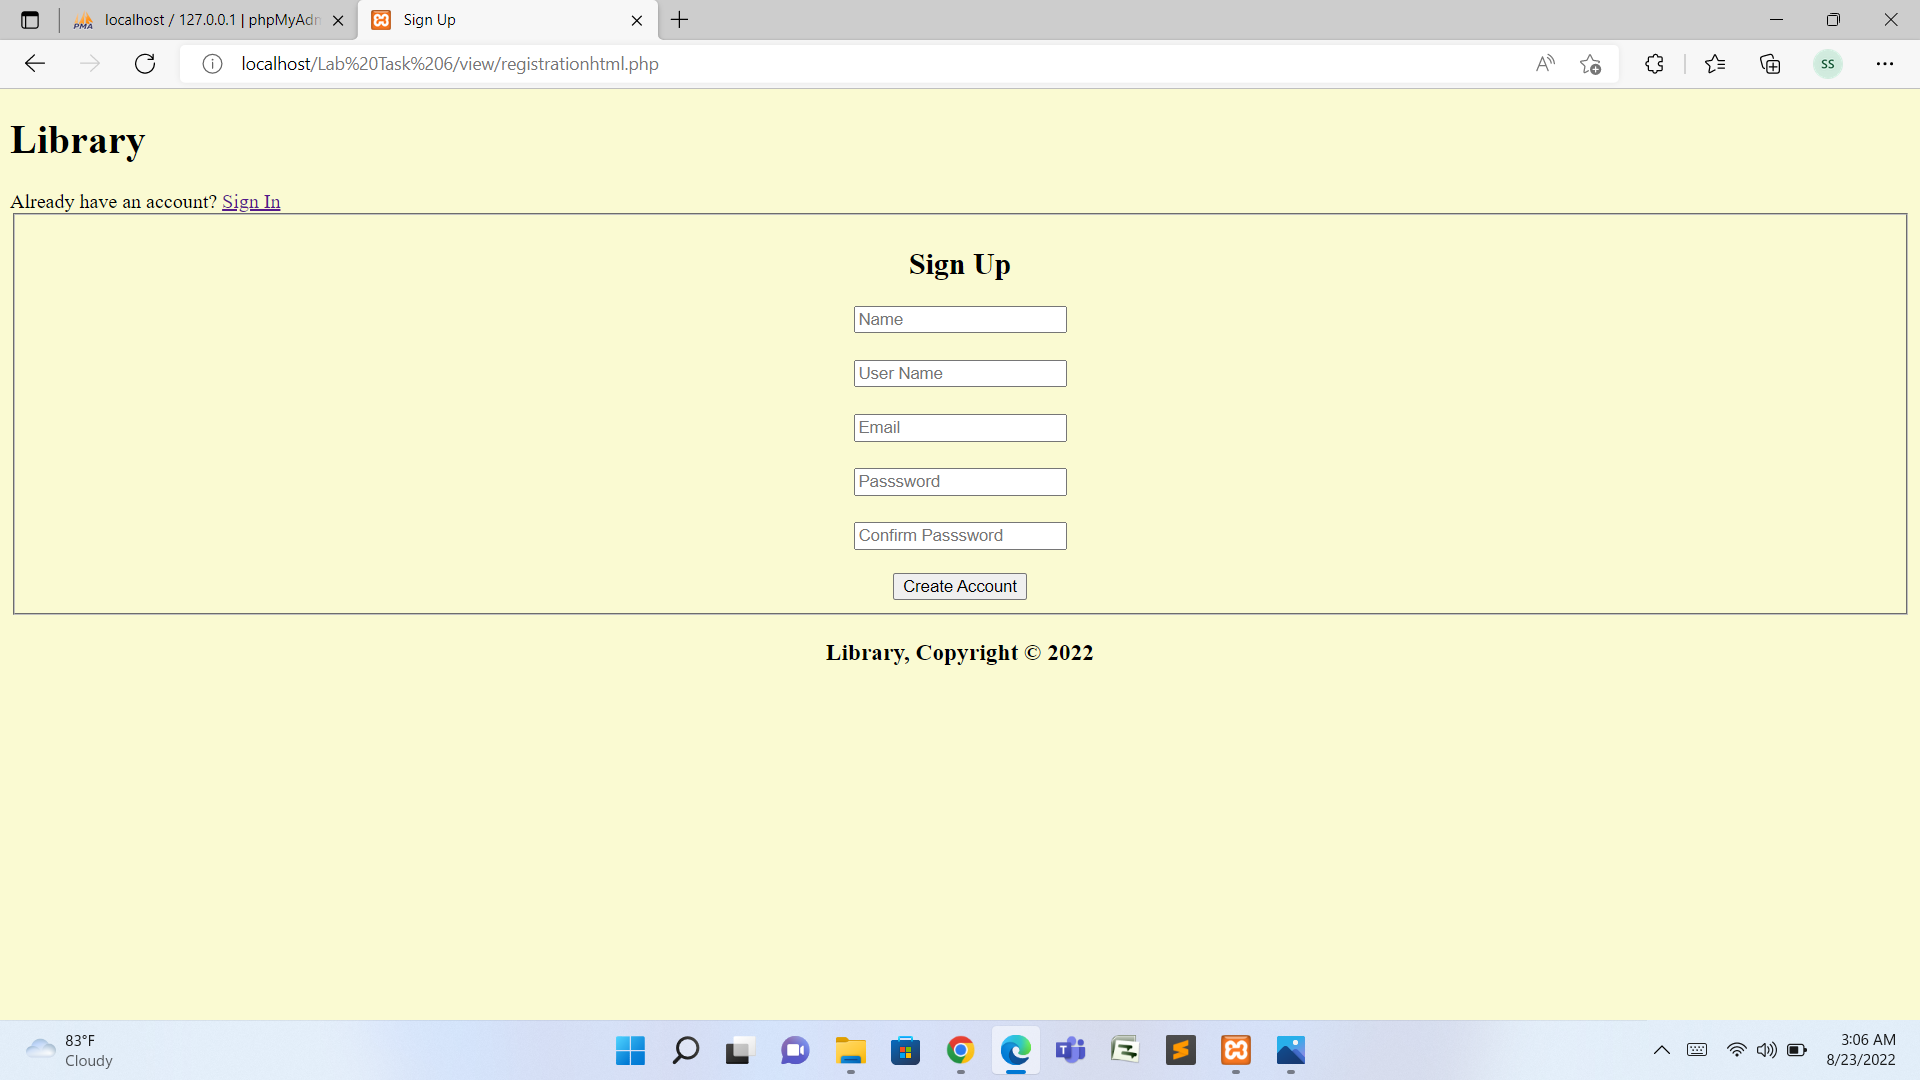 localhost / 127.0.0.1 | phpMyAdm
Sign Up
localhost/Lab%20Task%206/view/registrationhtml.php
SS
Library
Already have an account? Sign In
Sign Up
Name
User Name
Email
Passsword
Confirm Passsword
Create Account
Library, Copyright © 2022
83°F
Cloudy
3:06 AM
8/23/2022